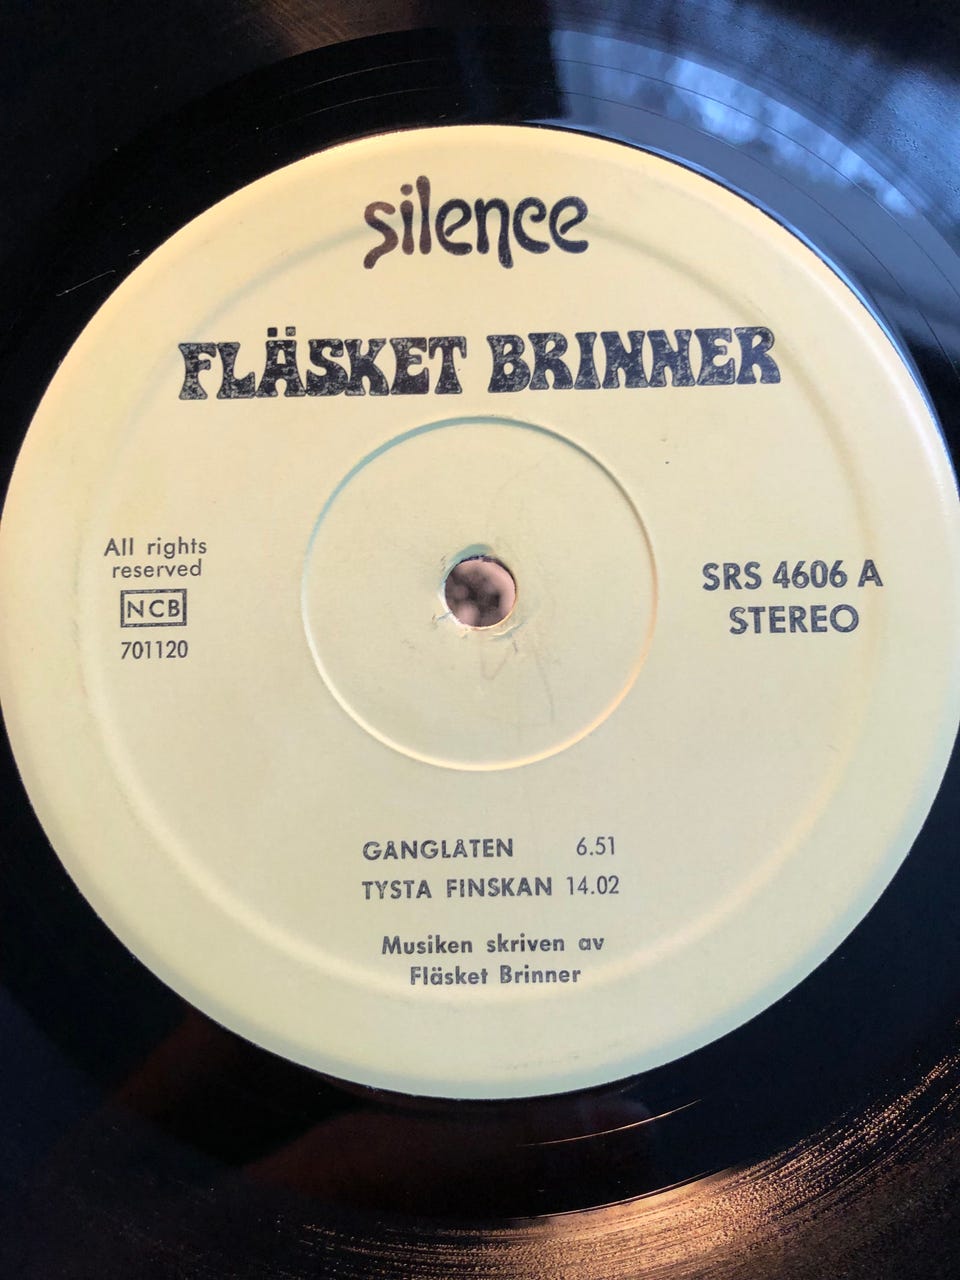 silence
FLÄSKET BRINNER
All rights
reserved
NCB
701120
SRS 4606 A
STEREO
GÅNGLÅTEN 6.51
TYSTA FINSKAN 14.02
Musiken skriven av
Fläsket Brinner